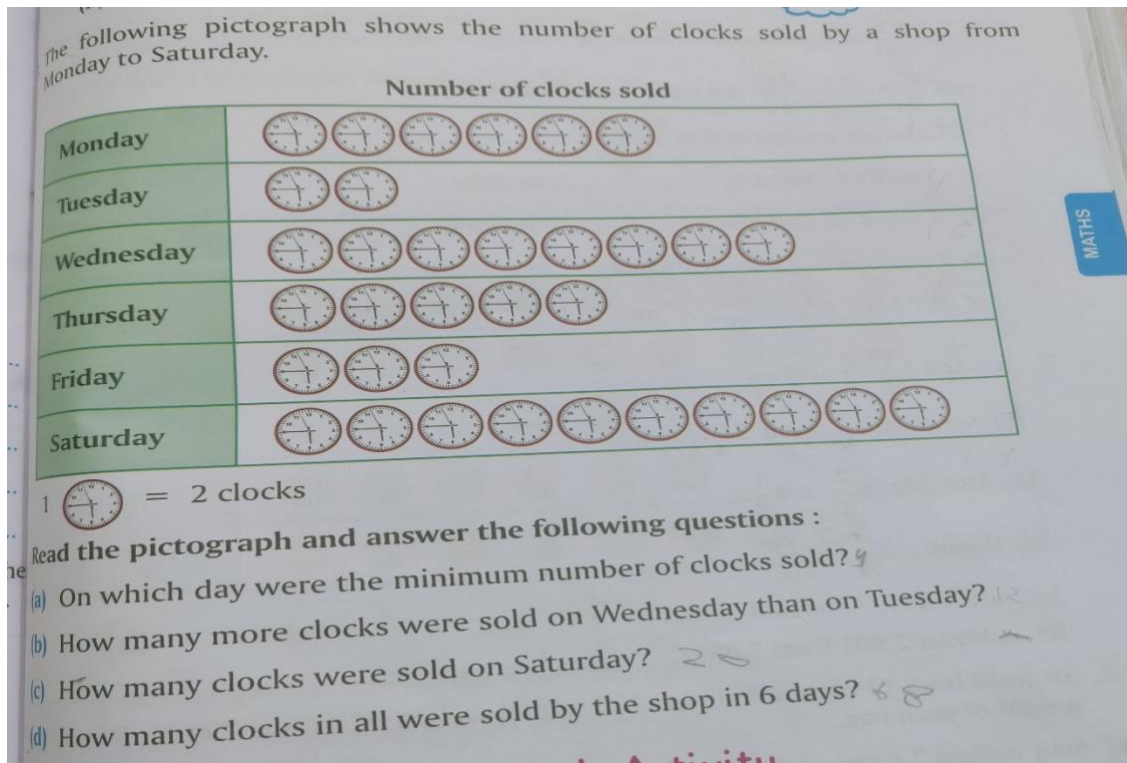 The following pictograph shows the number of clocks sold by a shop from
Monday to Saturday.
Number of clocks sold
Monday
Tuesday
Wednesday
Thursday
Friday
Saturday
MATHS
1 = 2 clocks
Read the pictograph and answer the following questions :
(a) On which day were the minimum number of clocks sold? 4
(b) How many more clocks were sold on Wednesday than on Tuesday? 12
(c) How many clocks were sold on Saturday? 20
(d) How many clocks in all were sold by the shop in 6 days? 68